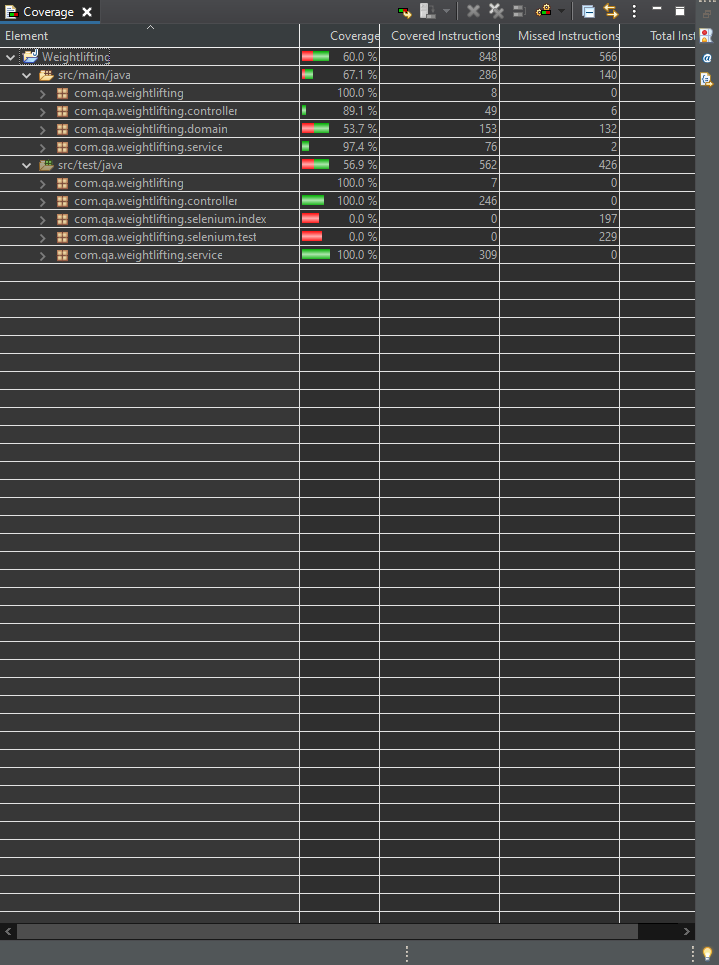 Coverage
Element Coverage Covered Instructions Missed Instructions Total Inst
Weightlifting 60.0 % 848 566
src/main/java 67.1 % 286 140
com.qa.weightlifting 100.0 % 8 0
com.qa.weightlifting.controller 89.1 % 49 6
com.qa.weightlifting.domain 53.7 % 153 132
com.qa.weightlifting.service 97.4 % 76 2
src/test/java 56.9 % 562 426
com.qa.weightlifting 100.0 % 7 0
com.qa.weightlifting.controller 100.0 % 246 0
com.qa.weightlifting.selenium.index 0.0 % 0 197
com.qa.weightlifting.selenium.test 0.0 % 0 229
com.qa.weightlifting.service 100.0 % 309 0